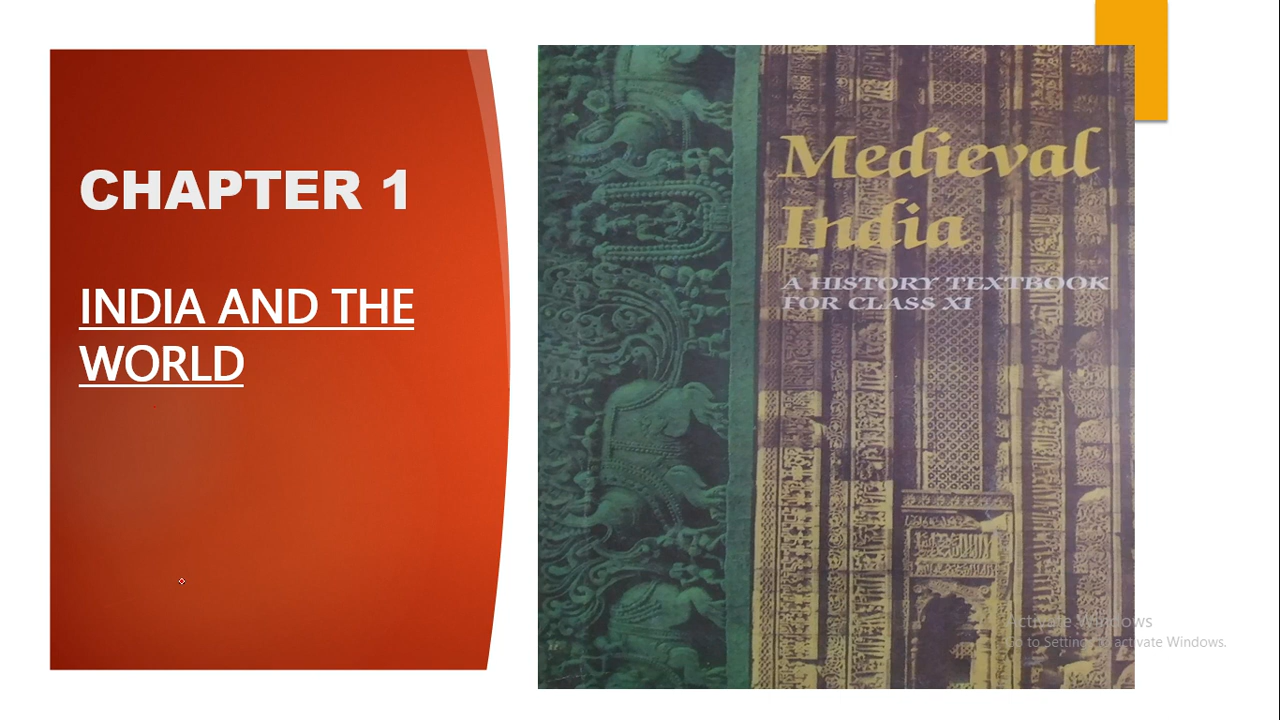 CHAPTER 1
INDIA AND THE
WORLD
Medieval
India
A HISTORY TEXTBOOK
FOR CLASS XI
Activate Windows
Go to Settings to activate Windows.